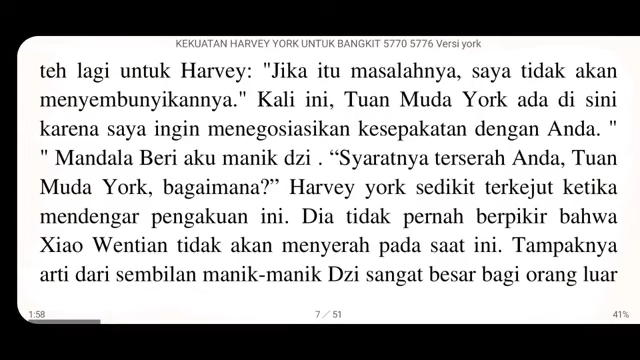 KEKUATAN HARVEY YORK UNTUK BANGKIT 5770 5776 Versi york
teh lagi untuk Harvey: "Jika itu masalahnya, saya tidak akan
menyembunyikannya." Kali ini, Tuan Muda York ada di sini
karena saya ingin menegosiasikan kesepakatan dengan Anda. "
" Mandala Beri aku manik dzi . “Syaratnya terserah Anda, Tuan
Muda York, bagaimana?” Harvey york sedikit terkejut ketika
mendengar pengakuan ini. Dia tidak pernah berpikir bahwa
Xiao Wentian tidak akan menyerah pada saat ini. Tampaknya
arti dari sembilan manik-manik Dzi sangat besar bagi orang luar
1:58 7 / 51 41%